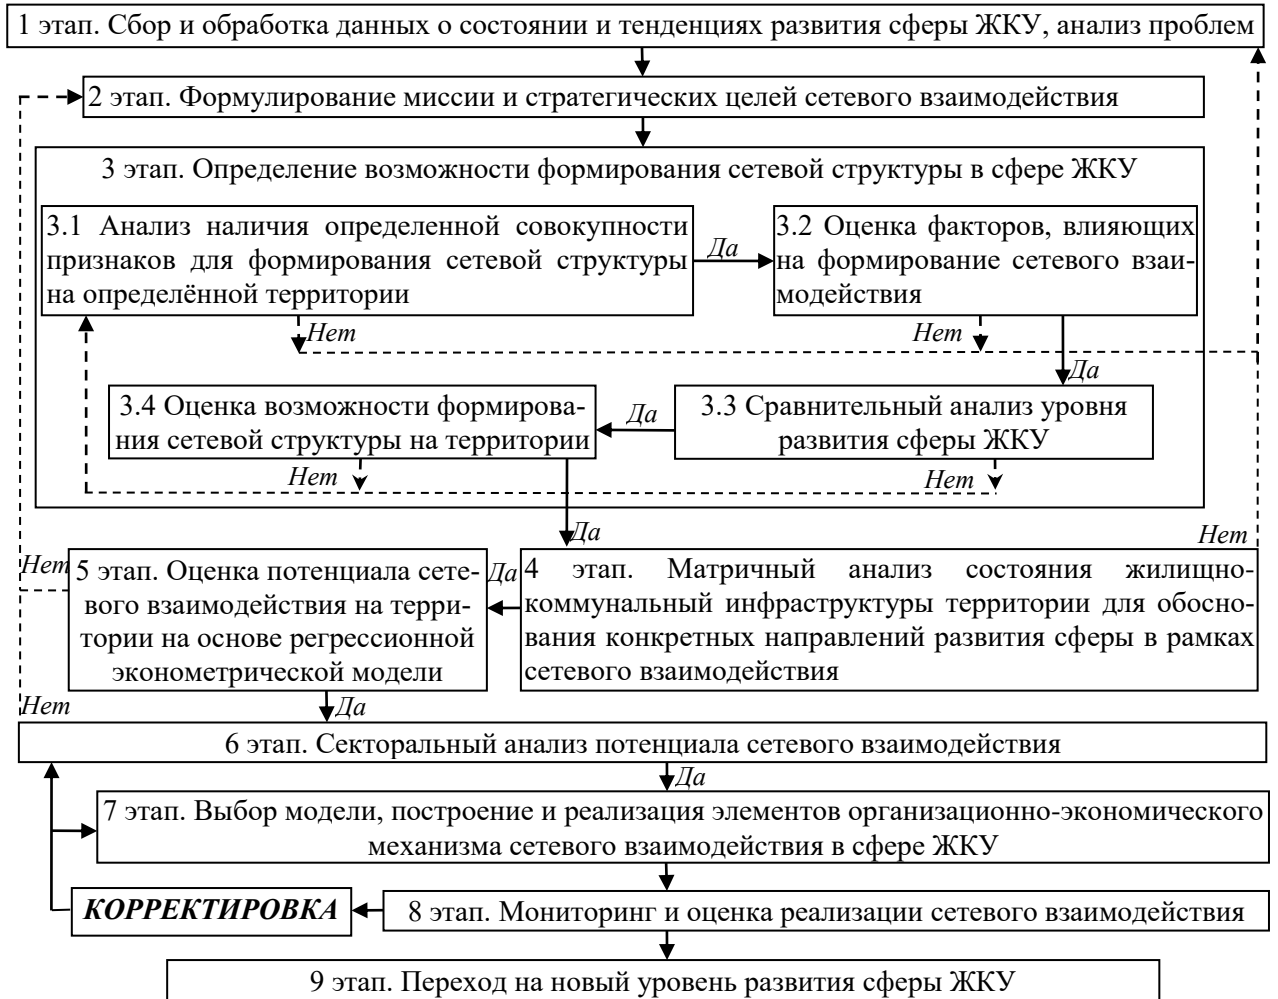 1 этап. Сбор и обработка данных о состоянии и тенденциях развития сферы ЖКУ, анализ проблем
2 этап. Формулирование миссии и стратегических целей сетевого взаимодействия
3 этап. Определение возможности формирования сетевой структуры в сфере ЖКУ
3.1 Анализ наличия определенной совокупности
признаков для формирования сетевой структуры
на определённой территории
Да
3.2 Оценка факторов, влияющих
на формирование сетевого взаи-
модействия
Нет
Нет
Да
3.4 Оценка возможности формирова-
ния сетевой структуры на территории
Да
3.3 Сравнительный анализ уровня
развития сферы ЖКУ
Нет
Нет
Да
Нет
Нет
5 этап. Оценка потенциала сете-
вого взаимодействия на терри-
тории на основе регрессионной
эконометрической модели
Да
4 этап. Матричный анализ состояния жилищно-
коммунальный инфраструктуры территории для обосно-
вания конкретных направлений развития сферы в рамках
сетевого взаимодействия
Нет
Да
6 этап. Секторальный анализ потенциала сетевого взаимодействия
Да
7 этап. Выбор модели, построение и реализация элементов организационно-экономического
механизма сетевого взаимодействия в сфере ЖКУ
КОРРЕКТИРОВКА
8 этап. Мониторинг и оценка реализации сетевого взаимодействия
9 этап. Переход на новый уровень развития сферы ЖКУ